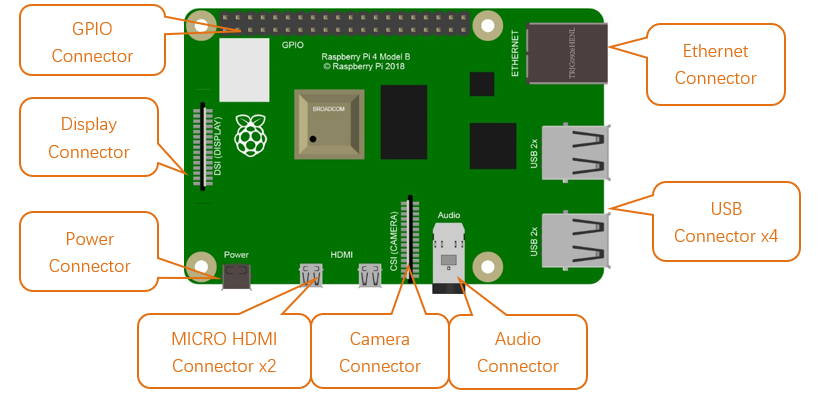 GPIO
Connector
GPIO
Raspberry Pi 4 Model B
© Raspberry Pi 2018
ETHERNET
Ethernet
Connector
Display
Connector
DSI (DISPLAY)
BROADCOM
USB 2x
USB
Connector x4
Power
Connector
Power
HDMI
CSI (CAMERA)
Audio
USB 2x
MICRO HDMI
Connector x2
Camera
Connector
Audio
Connector